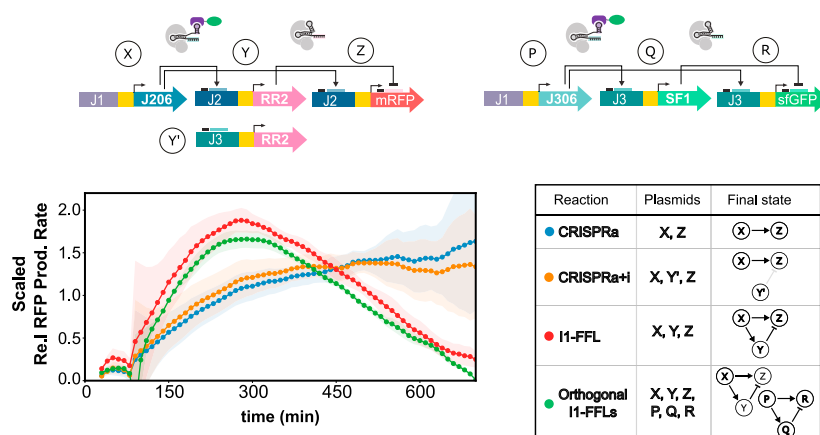 X
Y
Z
J1
J206
J2
RR2
J2
mRFP
Y'
J3
RR2
P
Q
R
J1
J306
J3
SF1
J3
sfGFP
Scaled
Rel RFP Prod. Rate
2.0
1.5
1.0
0.5
0.0
0
150
300
450
600
time (min)
Reaction Plasmids Final state
CRISPRa X, Z X Z
CRISPRa+i X, Y', Z X Z
Y'
I1-FFL X, Y, Z X Z
Y
Orthogonal X, Y, Z, X Z
I1-FFLs P, Q, R Y P R
Q